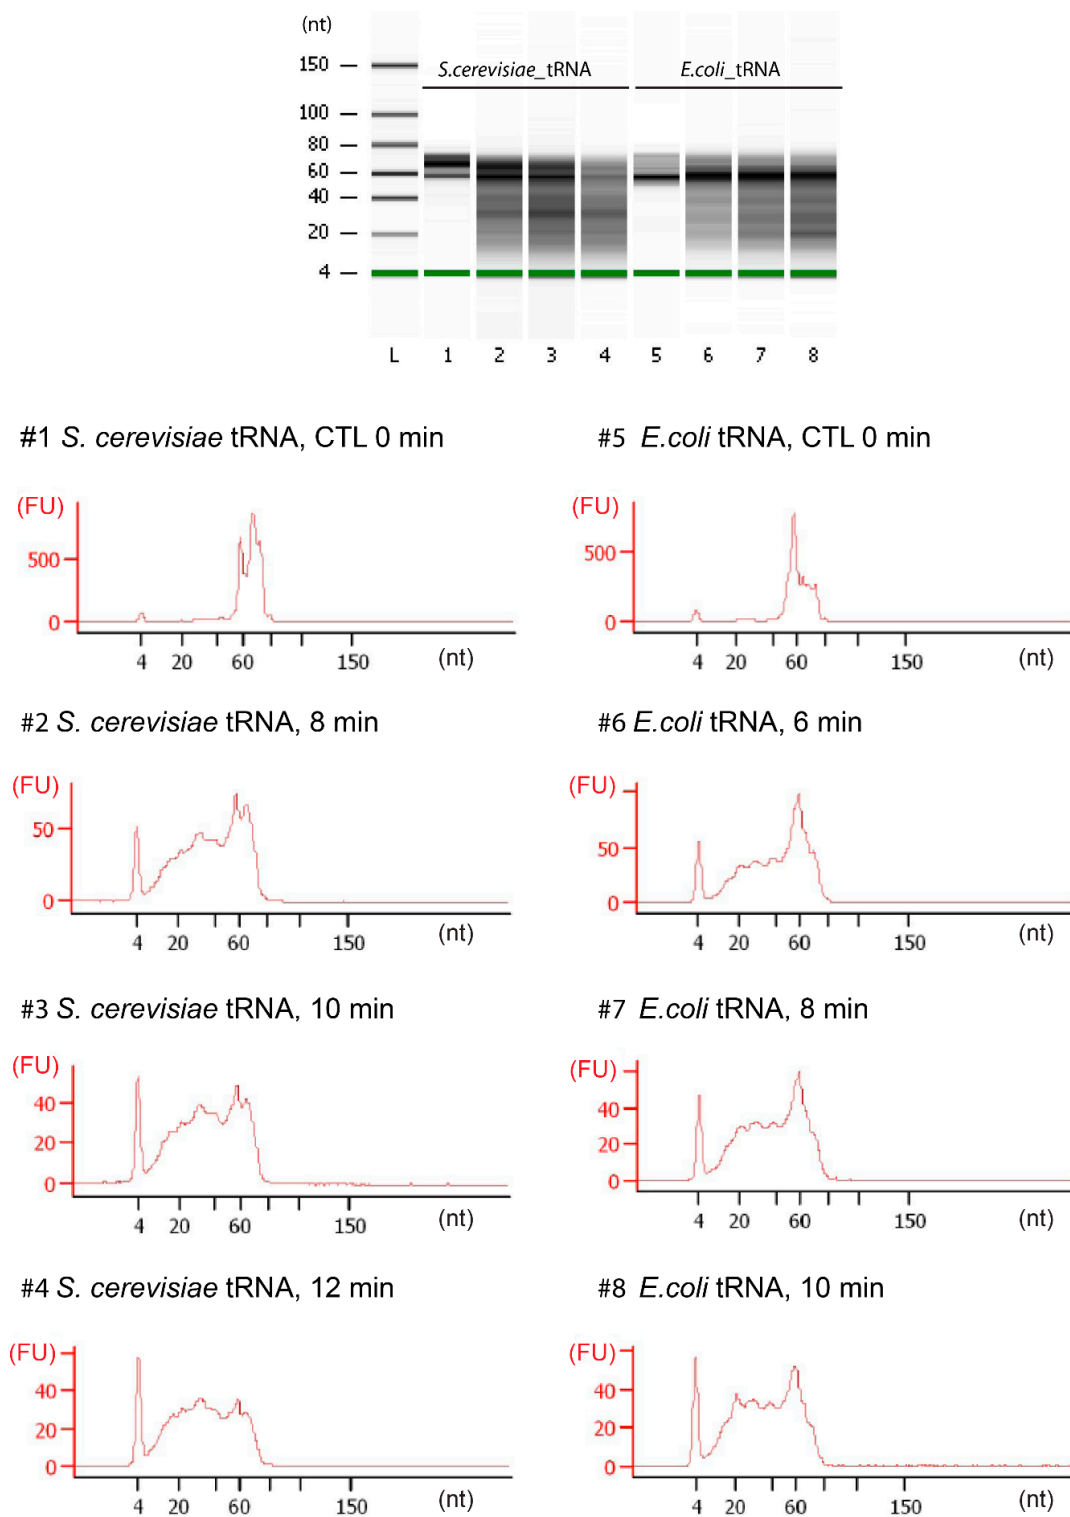 (nt)
150
S.cerevisiae_tRNA E.coli_tRNA
100
80
60
40
20
4
L 1 2 3 4 5 6 7 8
#1 S. cerevisiae tRNA, CTL 0 min
(FU)
500
0
4 20 60 150 (nt)
#5 E.coli tRNA, CTL 0 min
(FU)
500
0
4 20 60 150 (nt)
#2 S. cerevisiae tRNA, 8 min
(FU)
50
0
4 20 60 150 (nt)
#6 E.coli tRNA, 6 min
(FU)
50
0
4 20 60 150 (nt)
#3 S. cerevisiae tRNA, 10 min
(FU)
40
20
0
4 20 60 150 (nt)
#7 E.coli tRNA, 8 min
(FU)
40
20
0
4 20 60 150 (nt)
#4 S. cerevisiae tRNA, 12 min
(FU)
40
20
0
4 20 60 150 (nt)
#8 E.coli tRNA, 10 min
(FU)
40
20
0
4 20 60 150 (nt)